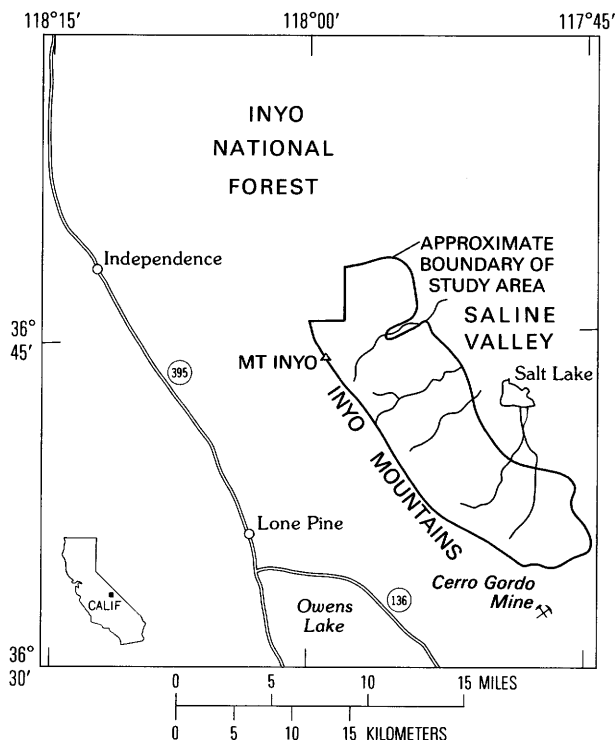 118°15′
118°00′
117°45′
INYO
NATIONAL
FOREST
APPROXIMATE
BOUNDARY OF
STUDY AREA
Independence
SALINE
VALLEY
36°
45′
MT INYO
395
Salt Lake
INYO MOUNTAINS
Lone Pine
CALIF
Cerro Gordo
Mine
136
Owens
Lake
36°
30′
0 5 10 15 MILES
0 5 10 15 KILOMETERS